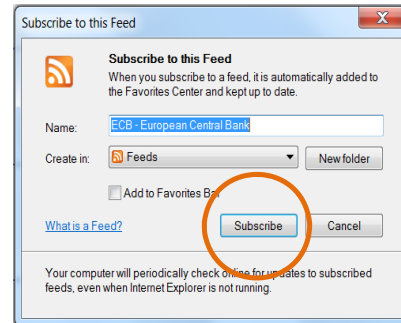 Subscribe to this Feed
X
Subscribe to this Feed
When you subscribe to a feed, it is automatically added to
the Favorites Center and kept up to date.
Name: ECB - European Central Bank
Create in: Feeds New folder
Add to Favorites Bar
What is a Feed? Subscribe Cancel
Your computer will periodically check online for updates to subscribed
feeds, even when Internet Explorer is not running.